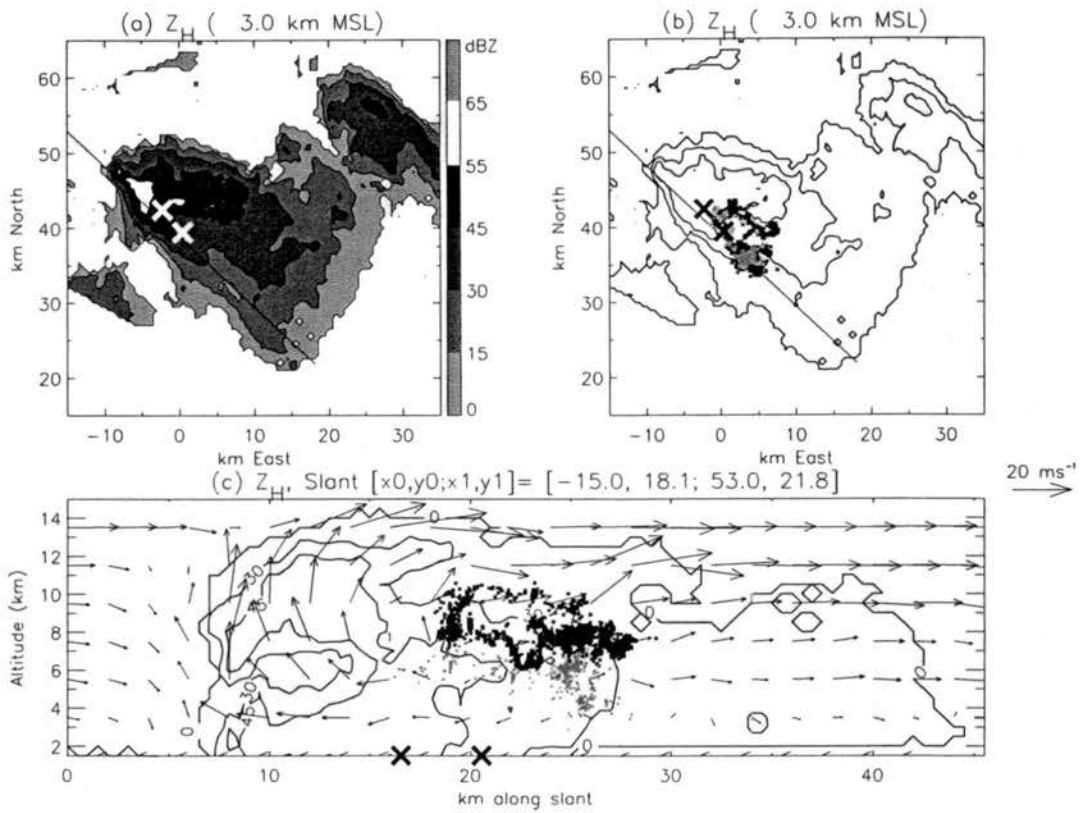 (a) Z_H ( 3.0 km MSL)
(b) Z_H ( 3.0 km MSL)
dBZ
65
55
45
30
15
0
60
50
40
30
20
km North
-10 0 10 20 30
km East
60
50
40
30
20
km North
-10 0 10 20 30
km East
(c) Z_H, Slant [x0,y0;x1,y1]= [-15.0, 18.1; 53.0, 21.8]
20 ms⁻¹
14
12
10
8
6
4
2
Altitude (km)
0
30
0
0
0
45
30
0
0
0 10 20 30 40
km along slant